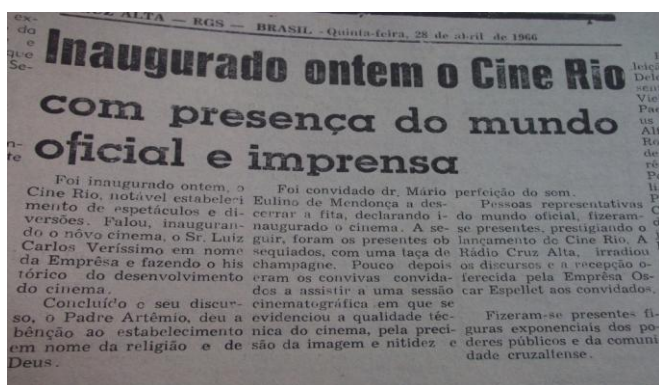 ALTA — RGS — BRASIL - Quinta-feira, 28 de abril de 1966
Inaugurado ontem o Cine Rio
com presença do mundo
oficial e imprensa
Foi inaugurado ontem, o
Cine Rio, notável estabeleci
mento de espetáculos e di-
versões. Falou, inauguran-
do o nôvo cinema, o Sr. Luiz
Carlos Veríssimo em nome
da Emprêsa e fazendo o his
tórico do desenvolvimento
do cinema.
Concluído o seu discur-
so, o Padre Artêmio, deu a
bênção ao estabelecimento
em nome da religião e de
Deus.
Foi convidado dr. Mário
Eulino de Mendonça a des-
cerrar a fita, declarando i-
naugurado o cinema. A se-
guir, foram os presentes ob
sequiados, com uma taça de
champagne. Pouco depois
eram os convivas convida-
dos a assistir a uma sessão
cinematográfica em que se
evidenciou a qualidade téc-
nica do cinema, pela preci-
são da imagem e nitidez e
perfeição do som.
Pessoas representativas
do mundo oficial, fizeram-
se presentes, prestigiando o
lançamento do Cine Rio. A
Rádio Cruz Alta, irradiou
os discursos e a recepção o-
ferecida pela Emprêsa Os-
car Espellet aos convidados.
Fizeram-se presentes fi-
guras exponenciais dos po-
deres públicos e da comuni
dade cruzaltense.